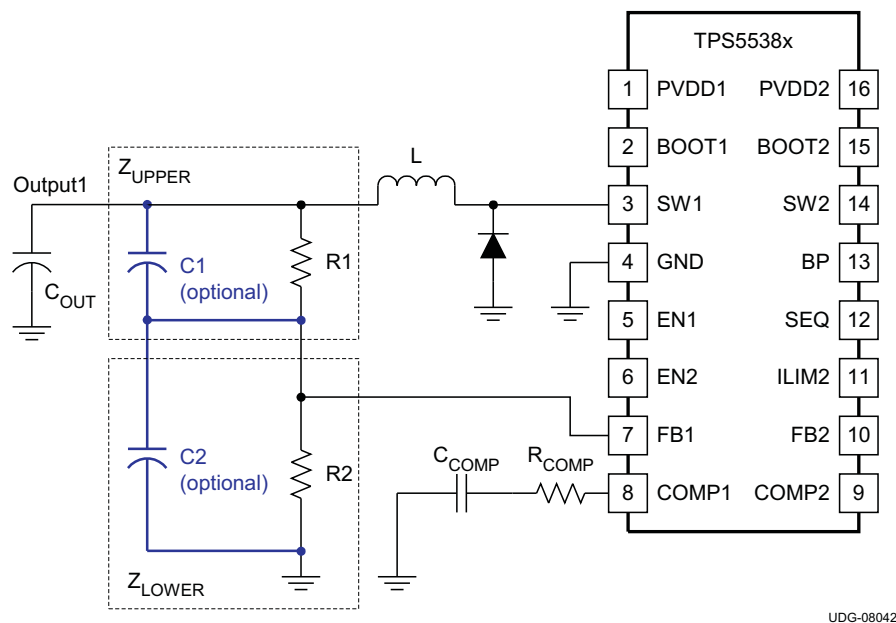 TPS5538x
1 PVDD1 PVDD2 16
2 BOOT1 BOOT2 15
3 SW1 SW2 14
4 GND BP 13
5 EN1 SEQ 12
6 EN2 ILIM2 11
7 FB1 FB2 10
8 COMP1 COMP2 9
L
Output1
ZUPPER
C1
(optional)
R1
COUT
C2
(optional)
R2
ZLOWER
CCOMP
RCOMP
UDG-08042